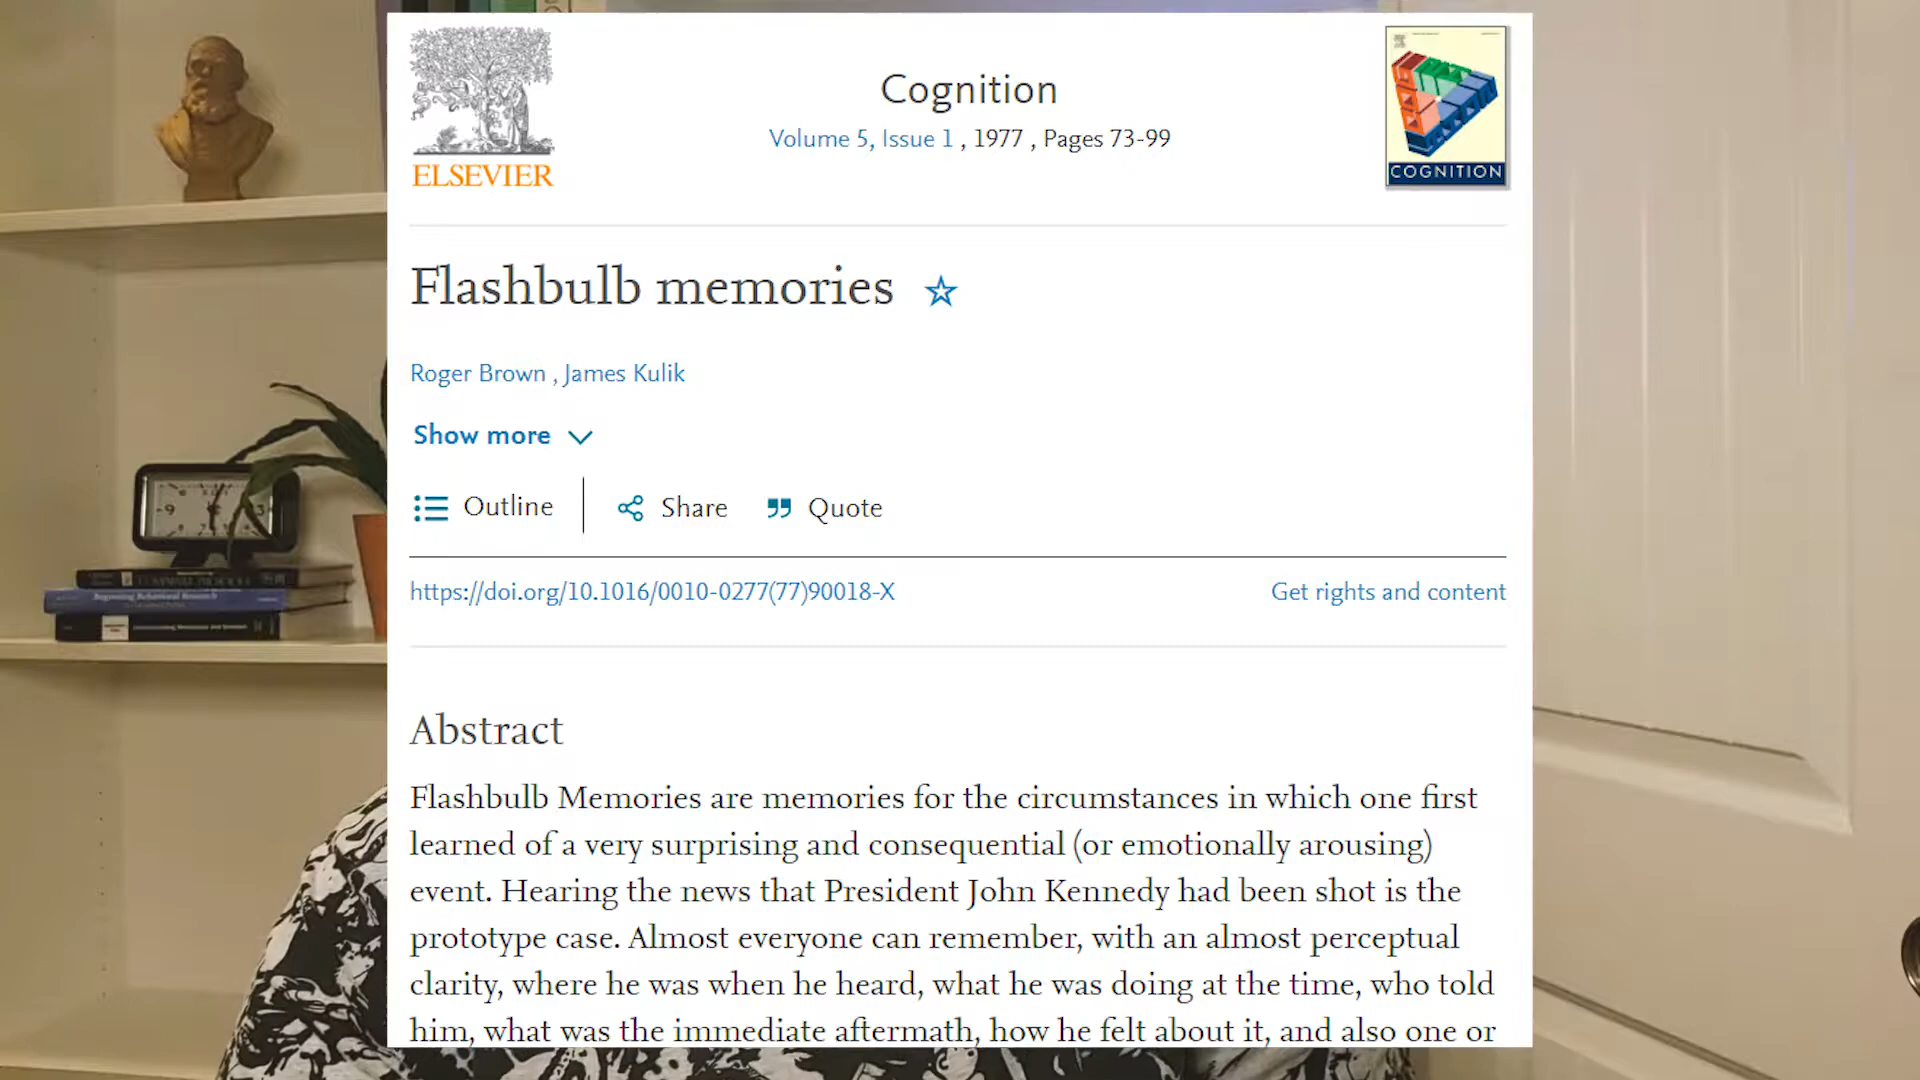 ELSEVIER
Cognition
Volume 5, Issue 1 , 1977 , Pages 73-99
COGNITION
Flashbulb memories
Roger Brown , James Kulik
Show more
Outline
Share
Quote
https://doi.org/10.1016/0010-0277(77)90018-X
Get rights and content
Abstract
Flashbulb Memories are memories for the circumstances in which one first
learned of a very surprising and consequential (or emotionally arousing)
event. Hearing the news that President John Kennedy had been shot is the
prototype case. Almost everyone can remember, with an almost perceptual
clarity, where he was when he heard, what he was doing at the time, who told
him, what was the immediate aftermath, how he felt about it, and also one or
9
3
Beginning Behavioral Research